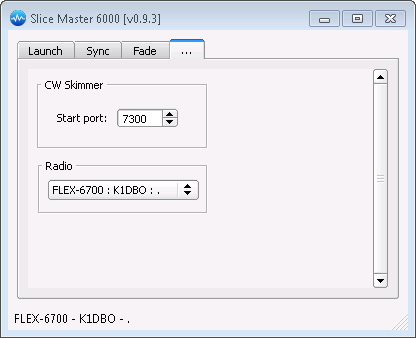 Slice Master 6000 [v0.9.3]
Launch Sync Fade ...
CW Skimmer
Start port: 7300
Radio
FLEX-6700 : K1DBO : .
FLEX-6700 - K1DBO - .